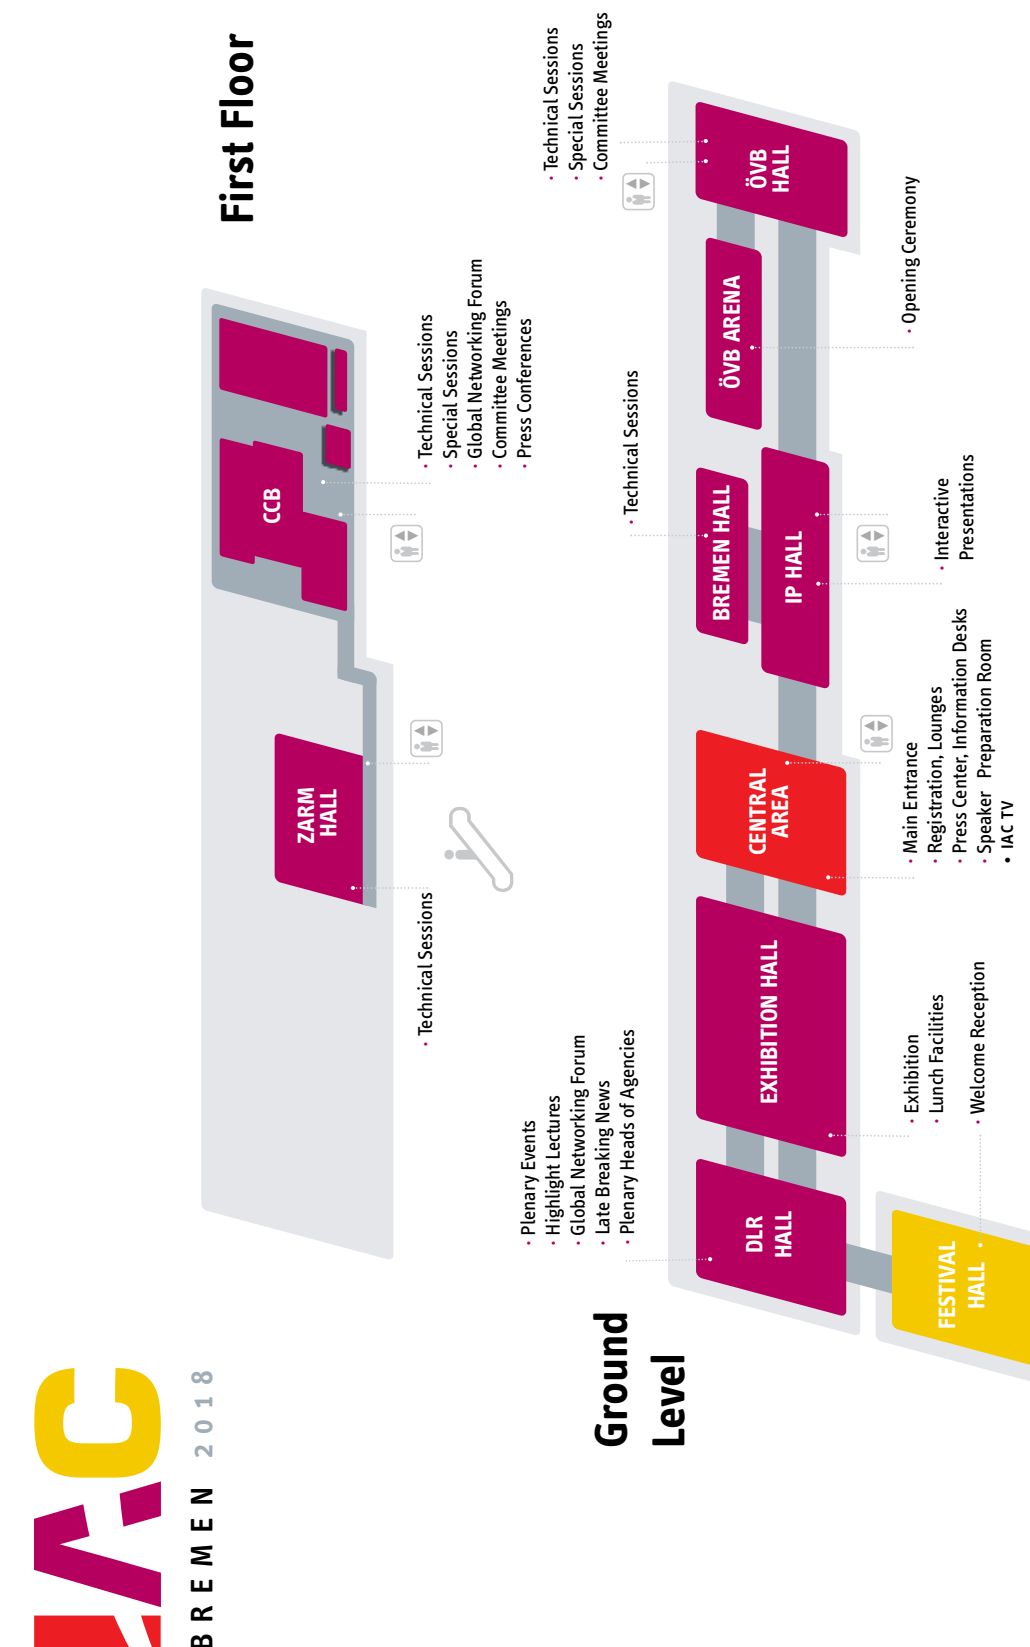 AC
BREMEN 2018
First Floor
CCB
• Technical Sessions
• Special Sessions
• Global Networking Forum
• Committee Meetings
• Press Conferences
ZARM
HALL
• Technical Sessions
Ground
Level
• Plenary Events
• Highlight Lectures
• Global Networking Forum
• Late Breaking News
• Plenary Heads of Agencies
• Technical Sessions
• Technical Sessions
• Special Sessions
• Committee Meetings
DLR
HALL
EXHIBITION HALL
CENTRAL
AREA
BREMEN HALL
IP HALL
ÖVB ARENA
ÖVB
HALL
FESTIVAL
HALL
• Exhibition
• Lunch Facilities
• Welcome Reception
• Main Entrance
• Registration, Lounges
• Press Center, Information Desks
• Speaker Preparation Room
• IAC TV
• Interactive
Presentations
• Opening Ceremony